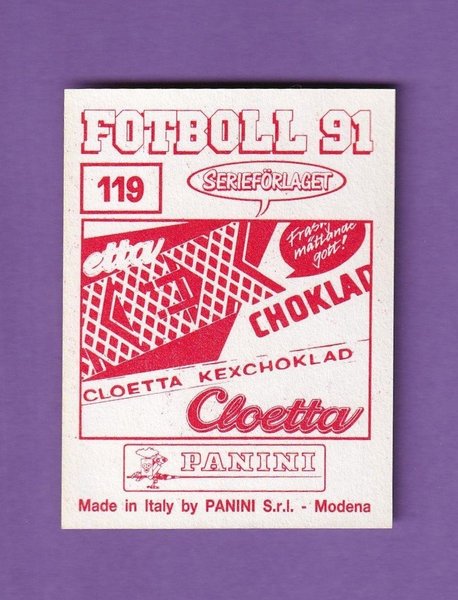 FOTBOLL 91
119
SERIEFÖRLAGET
etta
KEX
Frasigt,
mättande
gott!
CHOKLAD
CLOETTA KEXCHOKLAD
Cloetta
PANINI
Made in Italy by PANINI S.r.l. - Modena